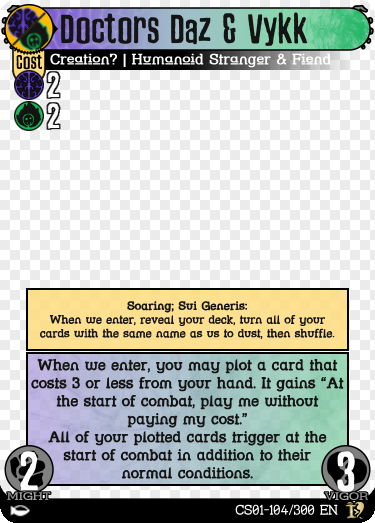 Doctors Daz & Vykk
Cost
Creation? | Humanoid Stranger & Fiend
2
2
Soaring; Sui Generis:
When we enter, reveal your deck, turn all of your
cards with the same name as us to dust, then shuffle.
When we enter, you may plot a card that
costs 3 or less from your hand. It gains “At
the start of combat, play me without
paying my cost.”
All of your plotted cards trigger at the
start of combat in addition to their
normal conditions.
2
MIGHT
3
VIGOR
CS01-104/300 EN